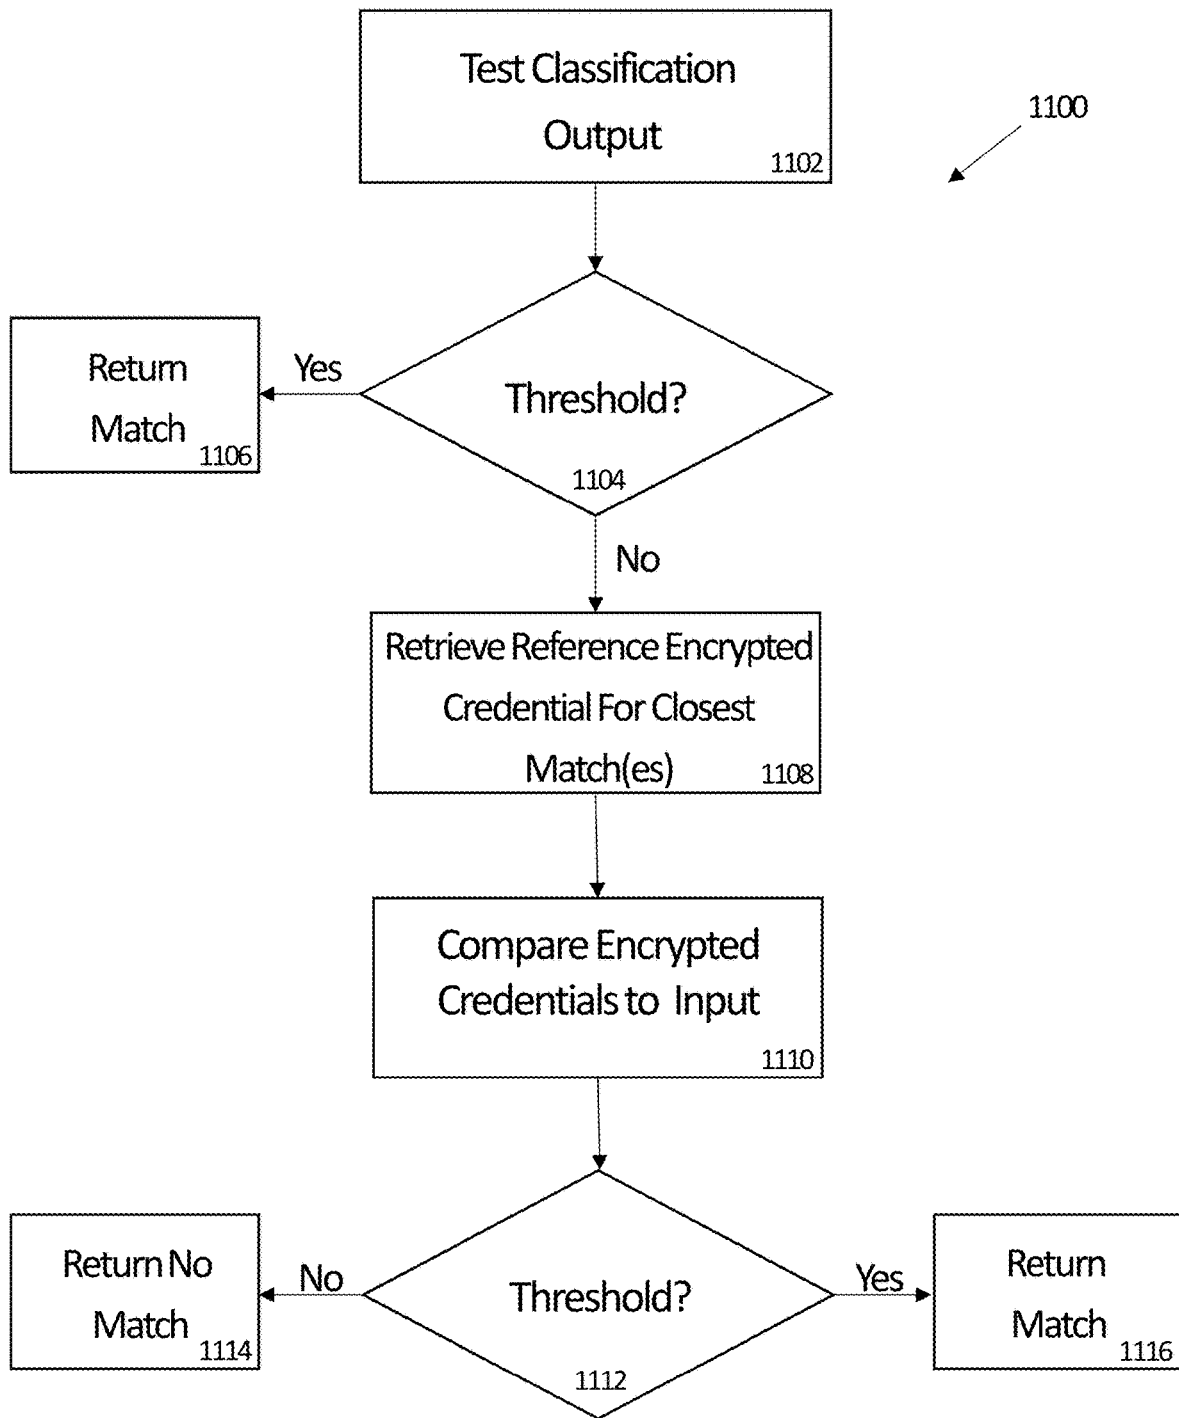 Test Classification
Output
1102
1100
Threshold?
1104
Yes
Return
Match
1106
No
Retrieve Reference Encrypted
Credential For Closest
Match(es)
1108
Compare Encrypted
Credentials to Input
1110
Threshold?
1112
No
Return No
Match
1114
Yes
Return
Match
1116